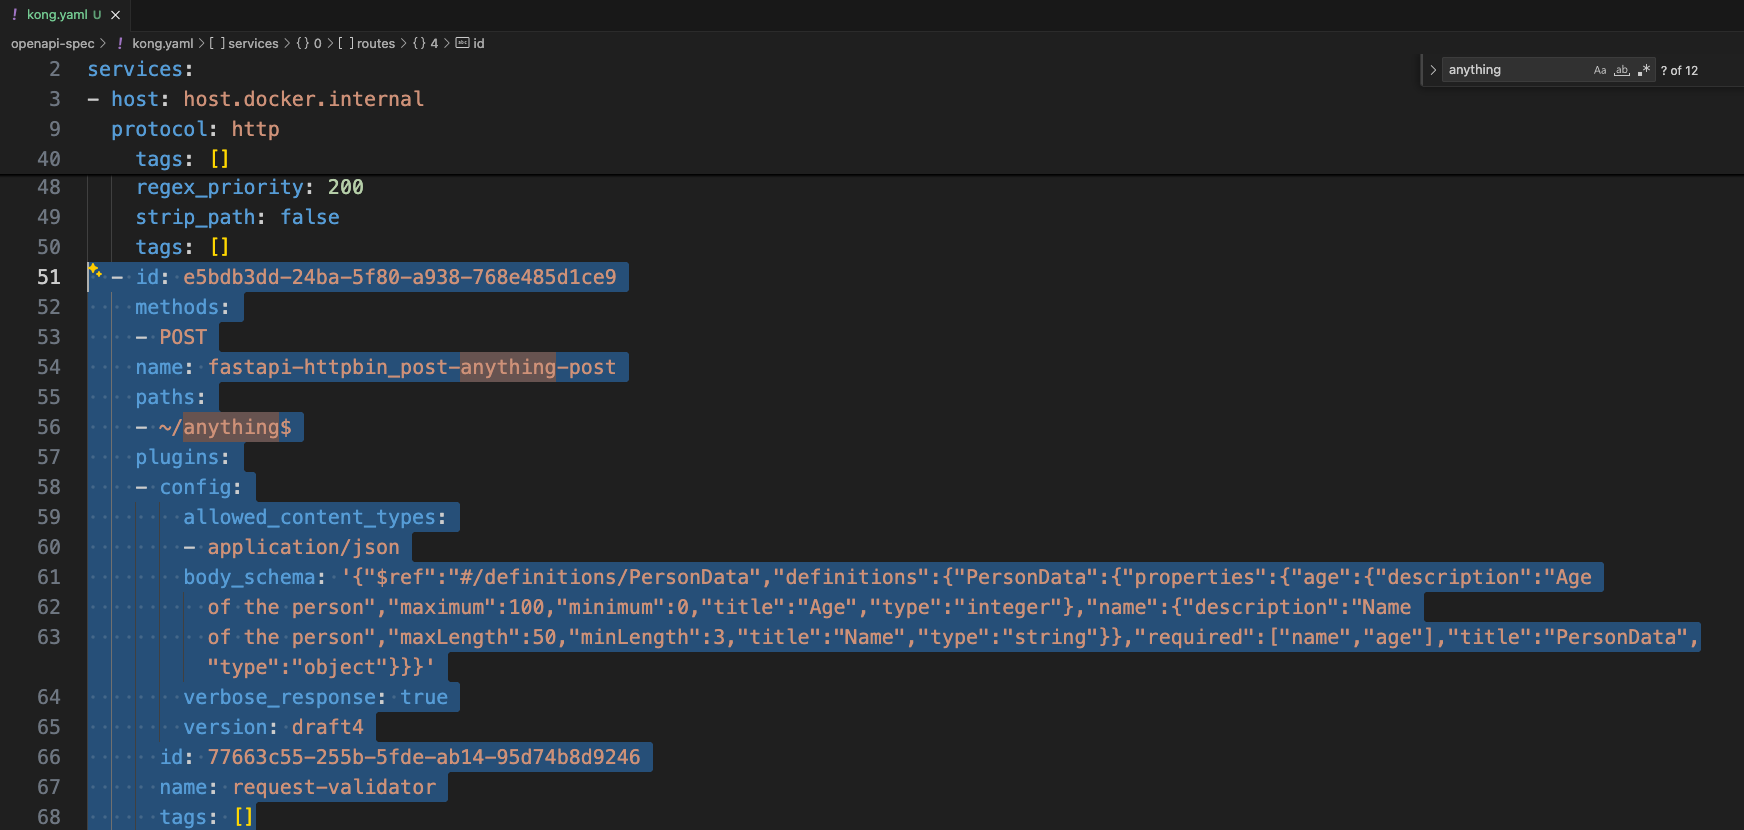 ! kong.yaml U ×
openapi-spec > ! kong.yaml > [ ] services > {} 0 > [ ] routes > {} 4 > abc id
anything Aa ab .* ? of 12
2 services:
3 - host: host.docker.internal
9 protocol: http
40 tags: []
48 regex_priority: 200
49 strip_path: false
50 tags: []
51 - id: e5bdb3dd-24ba-5f80-a938-768e485d1ce9
52 methods:
53 - POST
54 name: fastapi-httpbin_post-anything-post
55 paths:
56 - ~/anything$
57 plugins:
58 - config:
59 allowed_content_types:
60 - application/json
61 body_schema: '{"$ref":"#/definitions/PersonData","definitions":{"PersonData":{"properties":{"age":{"description":"Age
62 of the person","maximum":100,"minimum":0,"title":"Age","type":"integer"},"name":{"description":"Name
63 of the person","maxLength":50,"minLength":3,"title":"Name","type":"string"}},"required":["name","age"],"title":"PersonData",
"type":"object"}}}'
64 verbose_response: true
65 version: draft4
66 id: 77663c55-255b-5fde-ab14-95d74b8d9246
67 name: request-validator
68 tags: []